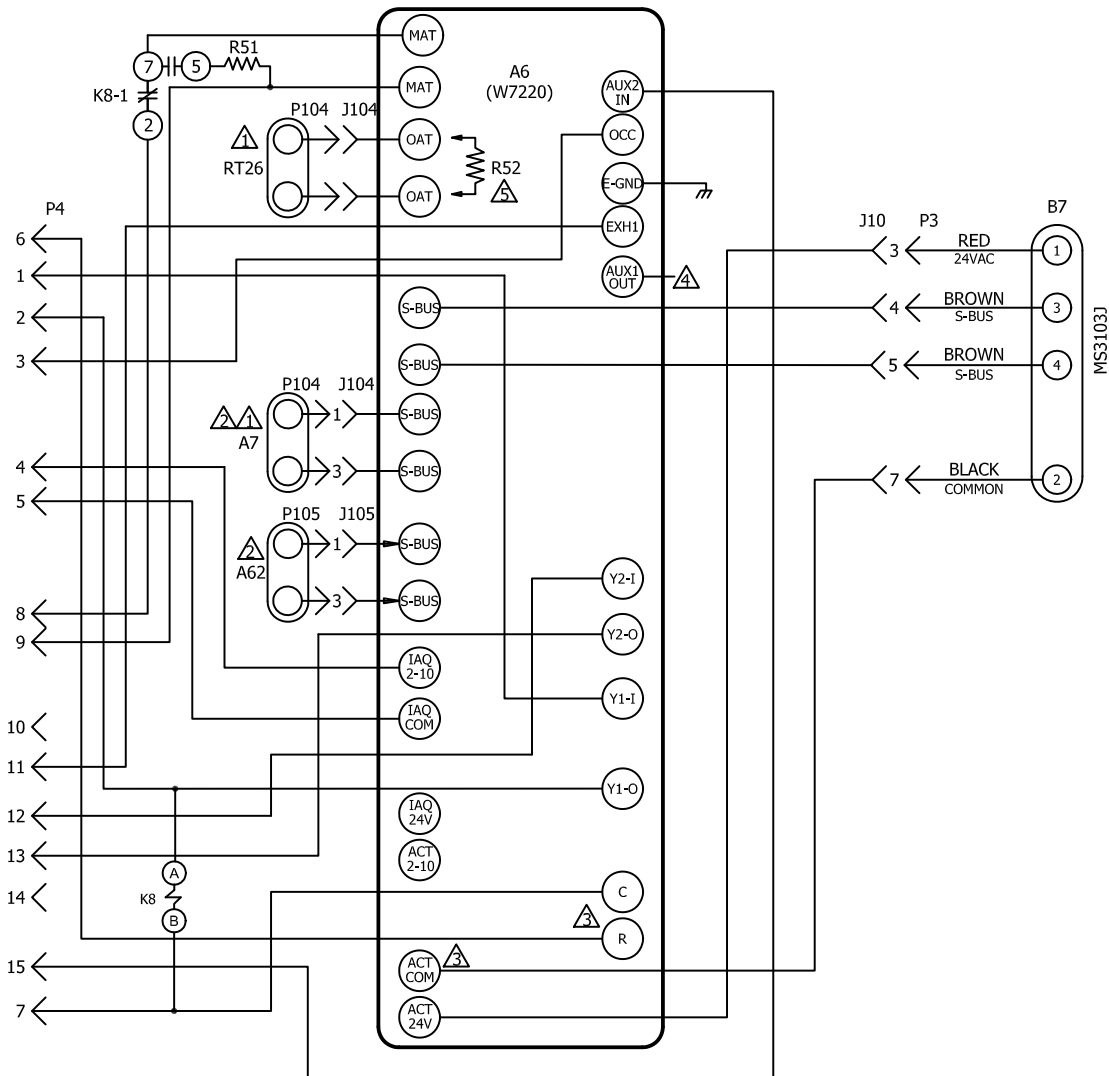 MAT
R51
7
5
A6
(W7220)
K8-1
MAT
AUX2
IN
P104
J104
2
1
OAT
OCC
RT26
R52
OAT
5
E-GND
P4
EXH1
J10
P3
B7
6
RED
3
1
24VAC
1
AUX1
OUT
4
S-BUS
BROWN
4
3
S-BUS
2
MS3103J
3
S-BUS
BROWN
5
4
S-BUS
P104
J104
2
1
1
S-BUS
A7
4
3
S-BUS
BLACK
7
2
COMMON
5
P105
J105
2
1
S-BUS
A62
Y2-I
3
S-BUS
8
Y2-O
9
IAQ
2-10
Y1-I
IAQ
COM
10
11
Y1-O
12
IAQ
24V
13
ACT
2-10
A
K8
14
C
B
3
R
15
ACT
COM
3
7
ACT
24V